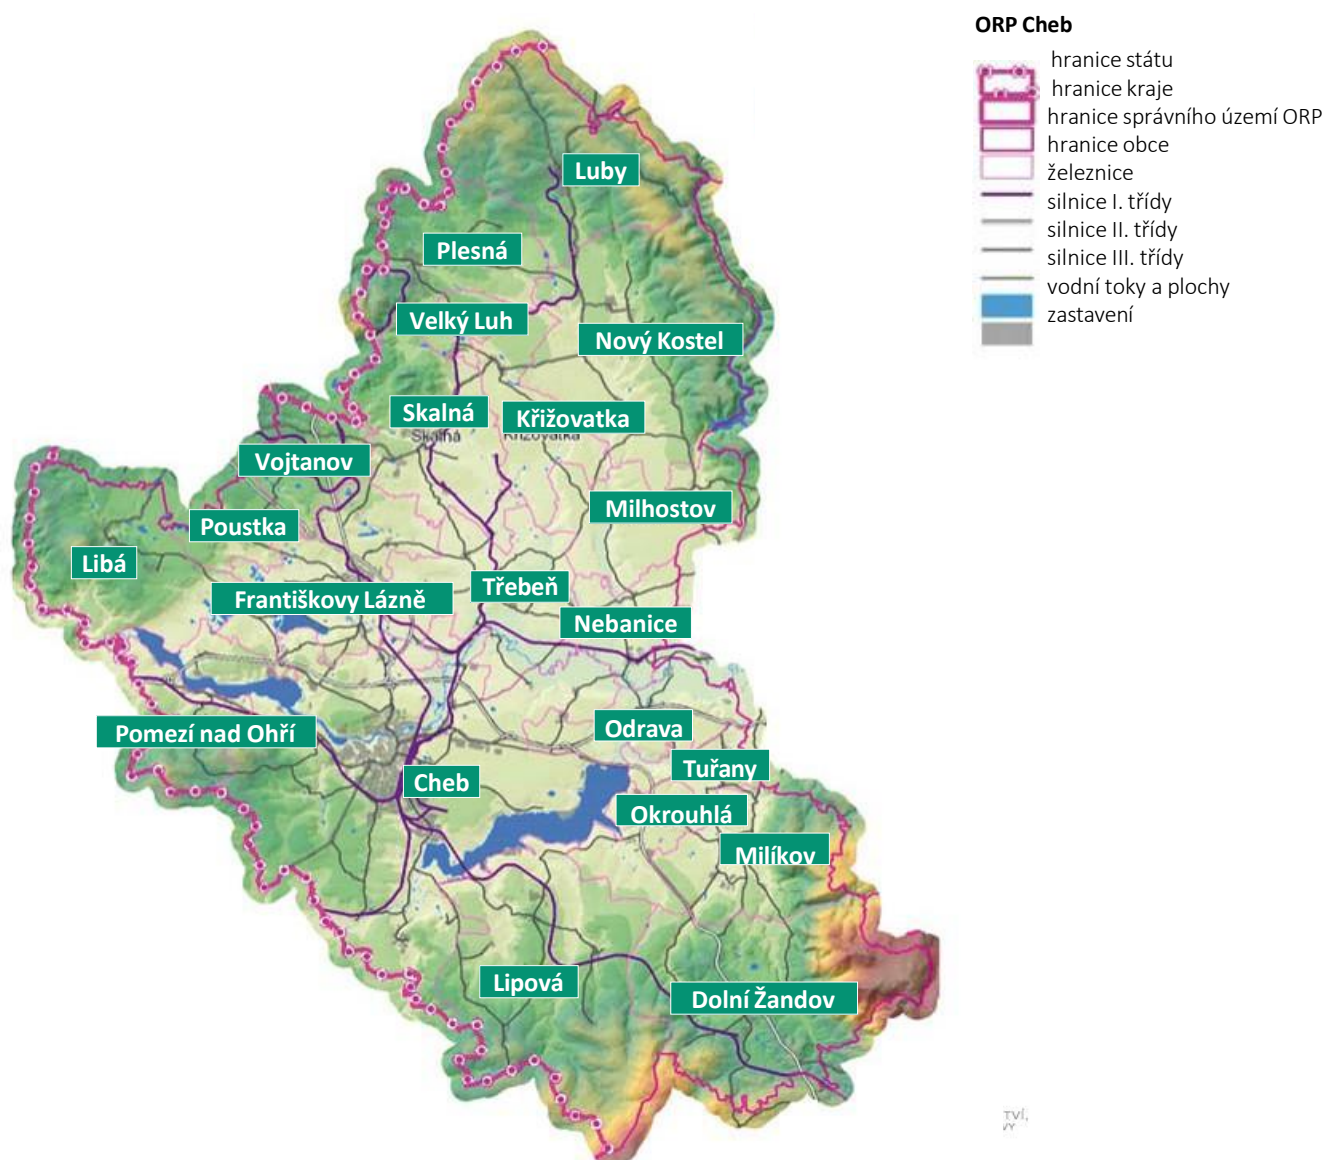 ORP Cheb
hranice státu
hranice kraje
hranice správního území ORP
hranice obce
železnice
silnice I. třídy
silnice II. třídy
silnice III. třídy
vodní toky a plochy
zastavení
Luby
Plesná
Velký Luh
Nový Kostel
Skalná
Křižovatka
Skalná
Křižovatka
Vojtanov
Milhostov
Poustka
Libá
Třebeň
Františkovy Lázně
Nebanice
Pomezí nad Ohří
Odrava
Tuřany
Cheb
Okrouhlá
Milíkov
Lipová
Dolní Žandov